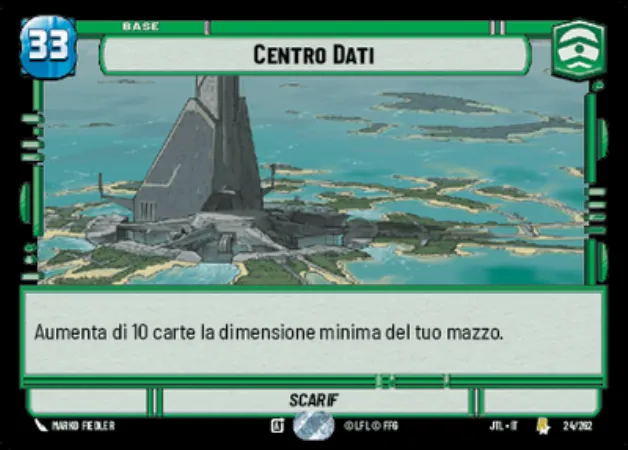 33
BASE
CENTRO DATI
Aumenta di 10 carte la dimensione minima del tuo mazzo.
SCARIF
MARKO FIEDLER
© LFL © FFG
JTL • IT
24/262